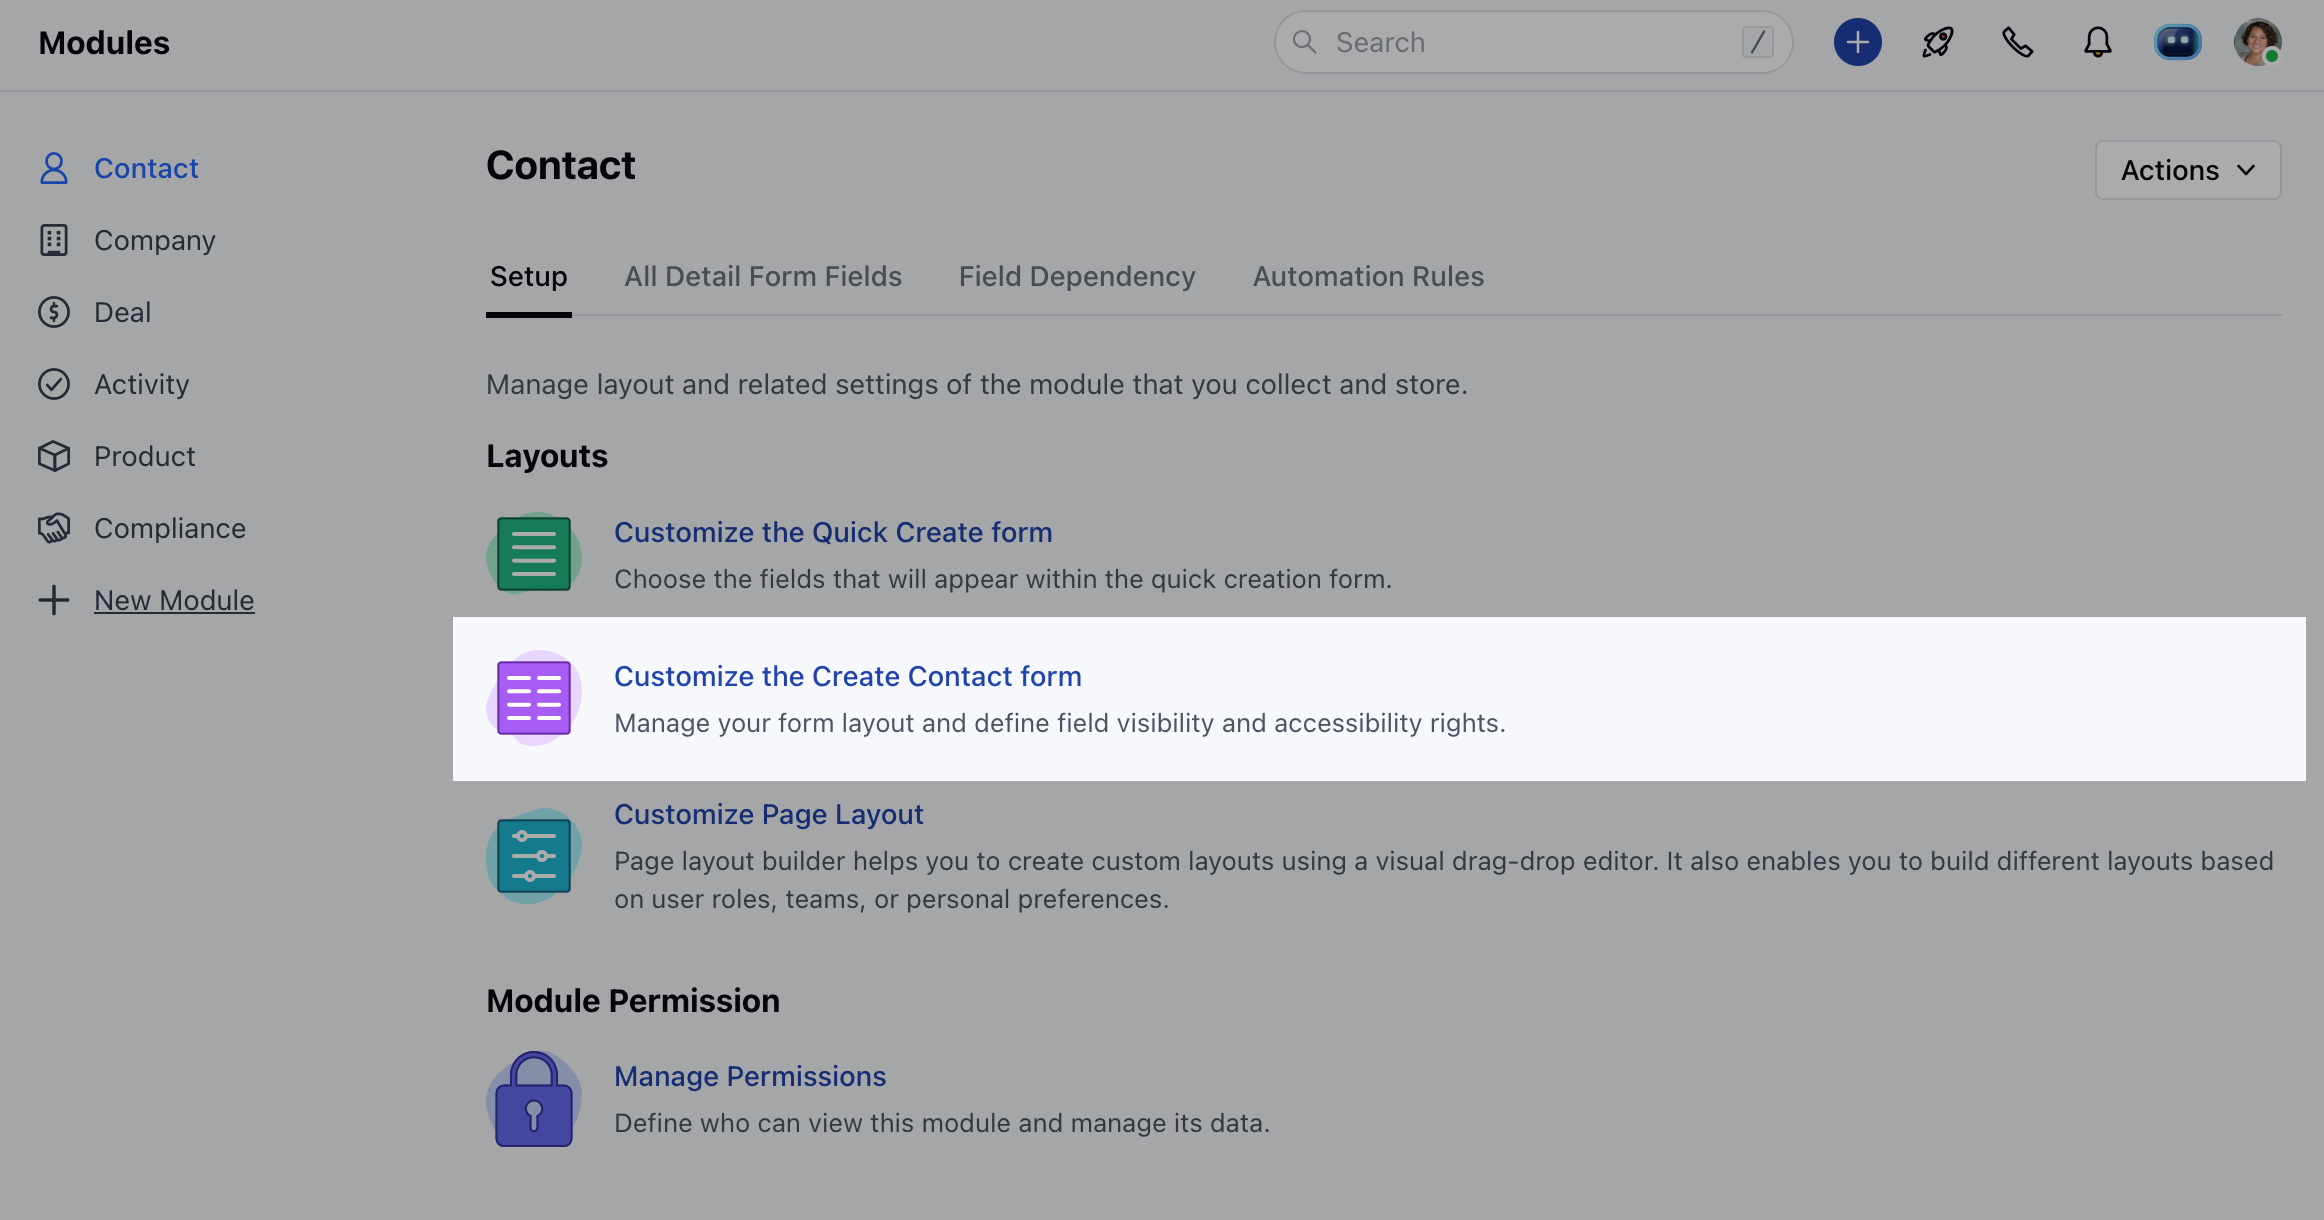 Modules
Search
/
Contact
Company
Deal
Activity
Product
Compliance
New Module
Contact
Actions
Setup
All Detail Form Fields
Field Dependency
Automation Rules
Manage layout and related settings of the module that you collect and store.
Layouts
Customize the Quick Create form
Choose the fields that will appear within the quick creation form.
Customize the Create Contact form
Manage your form layout and define field visibility and accessibility rights.
Customize Page Layout
Page layout builder helps you to create custom layouts using a visual drag-drop editor. It also enables you to build different layouts based
on user roles, teams, or personal preferences.
Module Permission
Manage Permissions
Define who can view this module and manage its data.